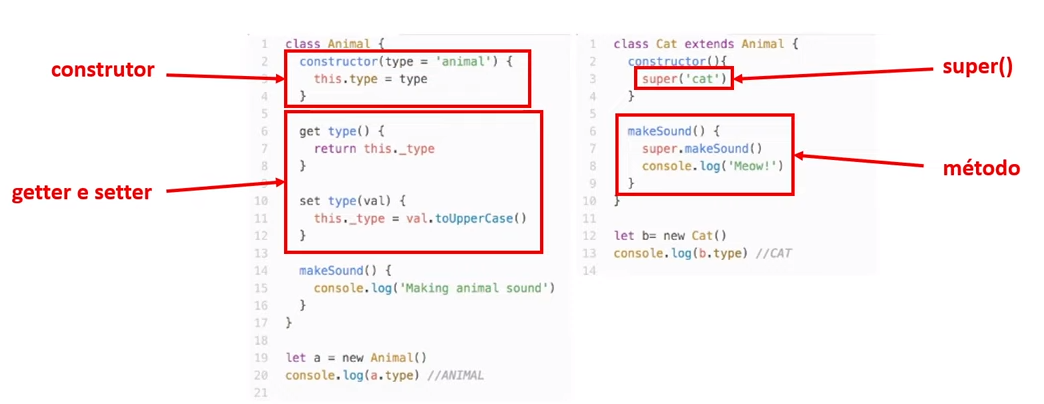 construtor
getter e setter
1 class Animal {
2 constructor(type = 'animal') {
3 this.type = type
4 }
5
6 get type() {
7 return this._type
8 }
10 set type(val) {
11 this._type = val.toUpperCase()
12 }
13
14 makeSound() {
15 console.log('Making animal sound')
16 }
17 }
18
19 let a = new Animal()
20 console.log(a.type) //ANIMAL
21
1 class Cat extends Animal {
2 constructor(){
3 super('cat')
4 }
5
6 makeSound() {
7 super.makeSound()
8 console.log('Meow!')
9 }
10 }
11
12 let b= new Cat()
13 console.log(b.type) //CAT
14
super()
método